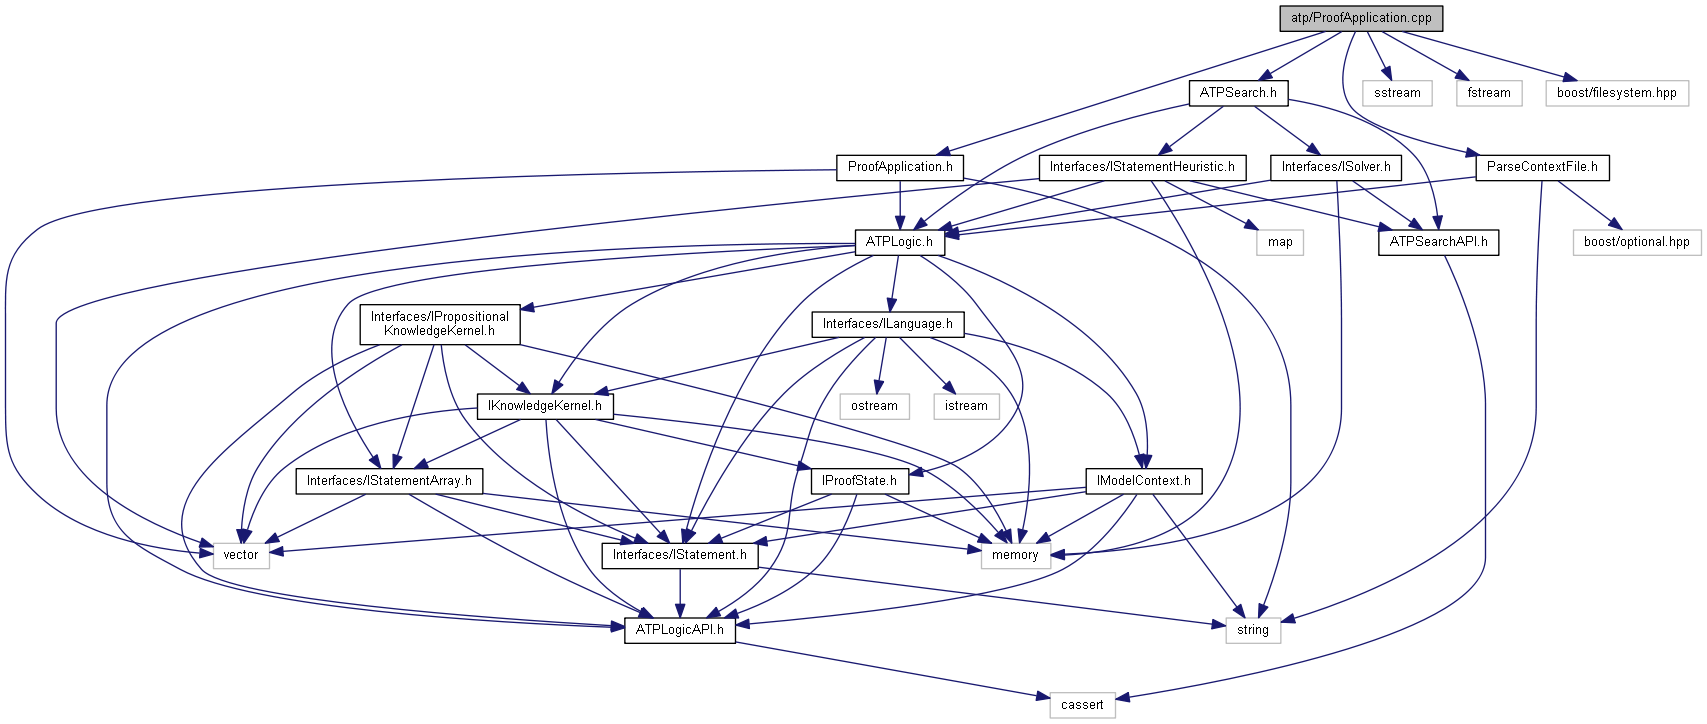 atp/ProofApplication.cpp
ATPSearch.h
sstream
fstream
boost/filesystem.hpp
ProofApplication.h
Interfaces/IStatementHeuristic.h
Interfaces/ISolver.h
ParseContextFile.h
ATPLogic.h
map
ATPSearchAPI.h
boost/optional.hpp
Interfaces/IPropositional
KnowledgeKernel.h
Interfaces/ILanguage.h
IKnowledgeKernel.h
ostream
istream
Interfaces/IStatementArray.h
IProofState.h
IModelContext.h
vector
Interfaces/IStatement.h
memory
ATPLogicAPI.h
string
cassert